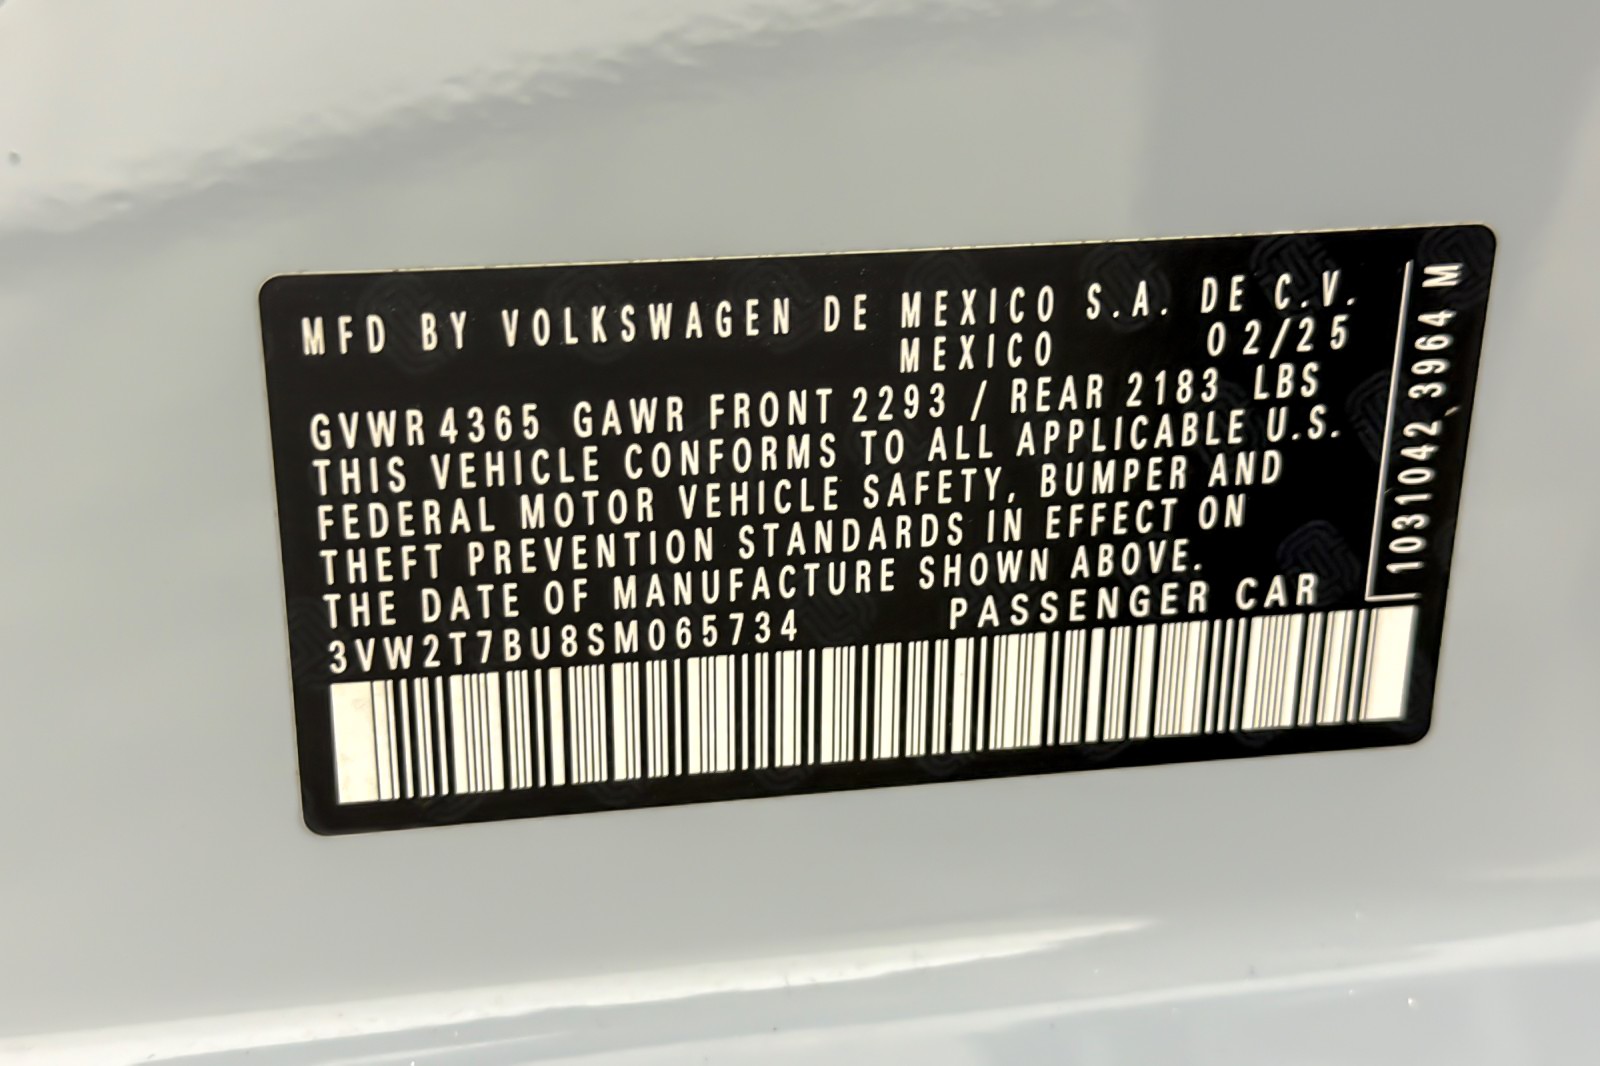 MFD BY VOLKSWAGEN DE MEXICO S.A. DE C.V.
MEXICO 02/25
GVWR 4365 GAWR FRONT 2293 / REAR 2183 LBS
THIS VEHICLE CONFORMS TO ALL APPLICABLE U.S.
FEDERAL MOTOR VEHICLE SAFETY, BUMPER AND
THEFT PREVENTION STANDARDS IN EFFECT ON
THE DATE OF MANUFACTURE SHOWN ABOVE.
3VW2T7BU8SM065734 PASSENGER CAR
1031042 3964 M